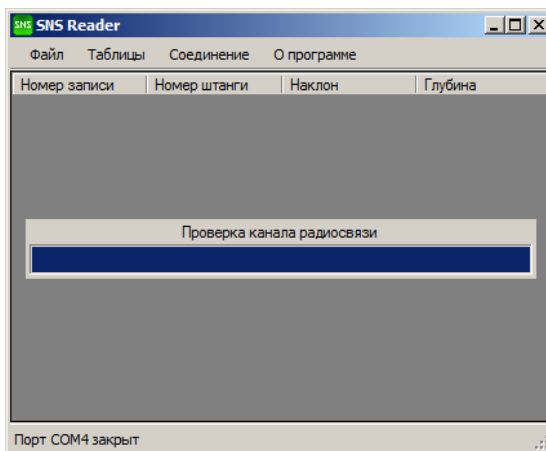 SNS SNS Reader
Файл Таблицы Соединение О программе
Номер записи Номер штанги Наклон Глубина
Проверка канала радиосвязи
Порт COM4 закрыт